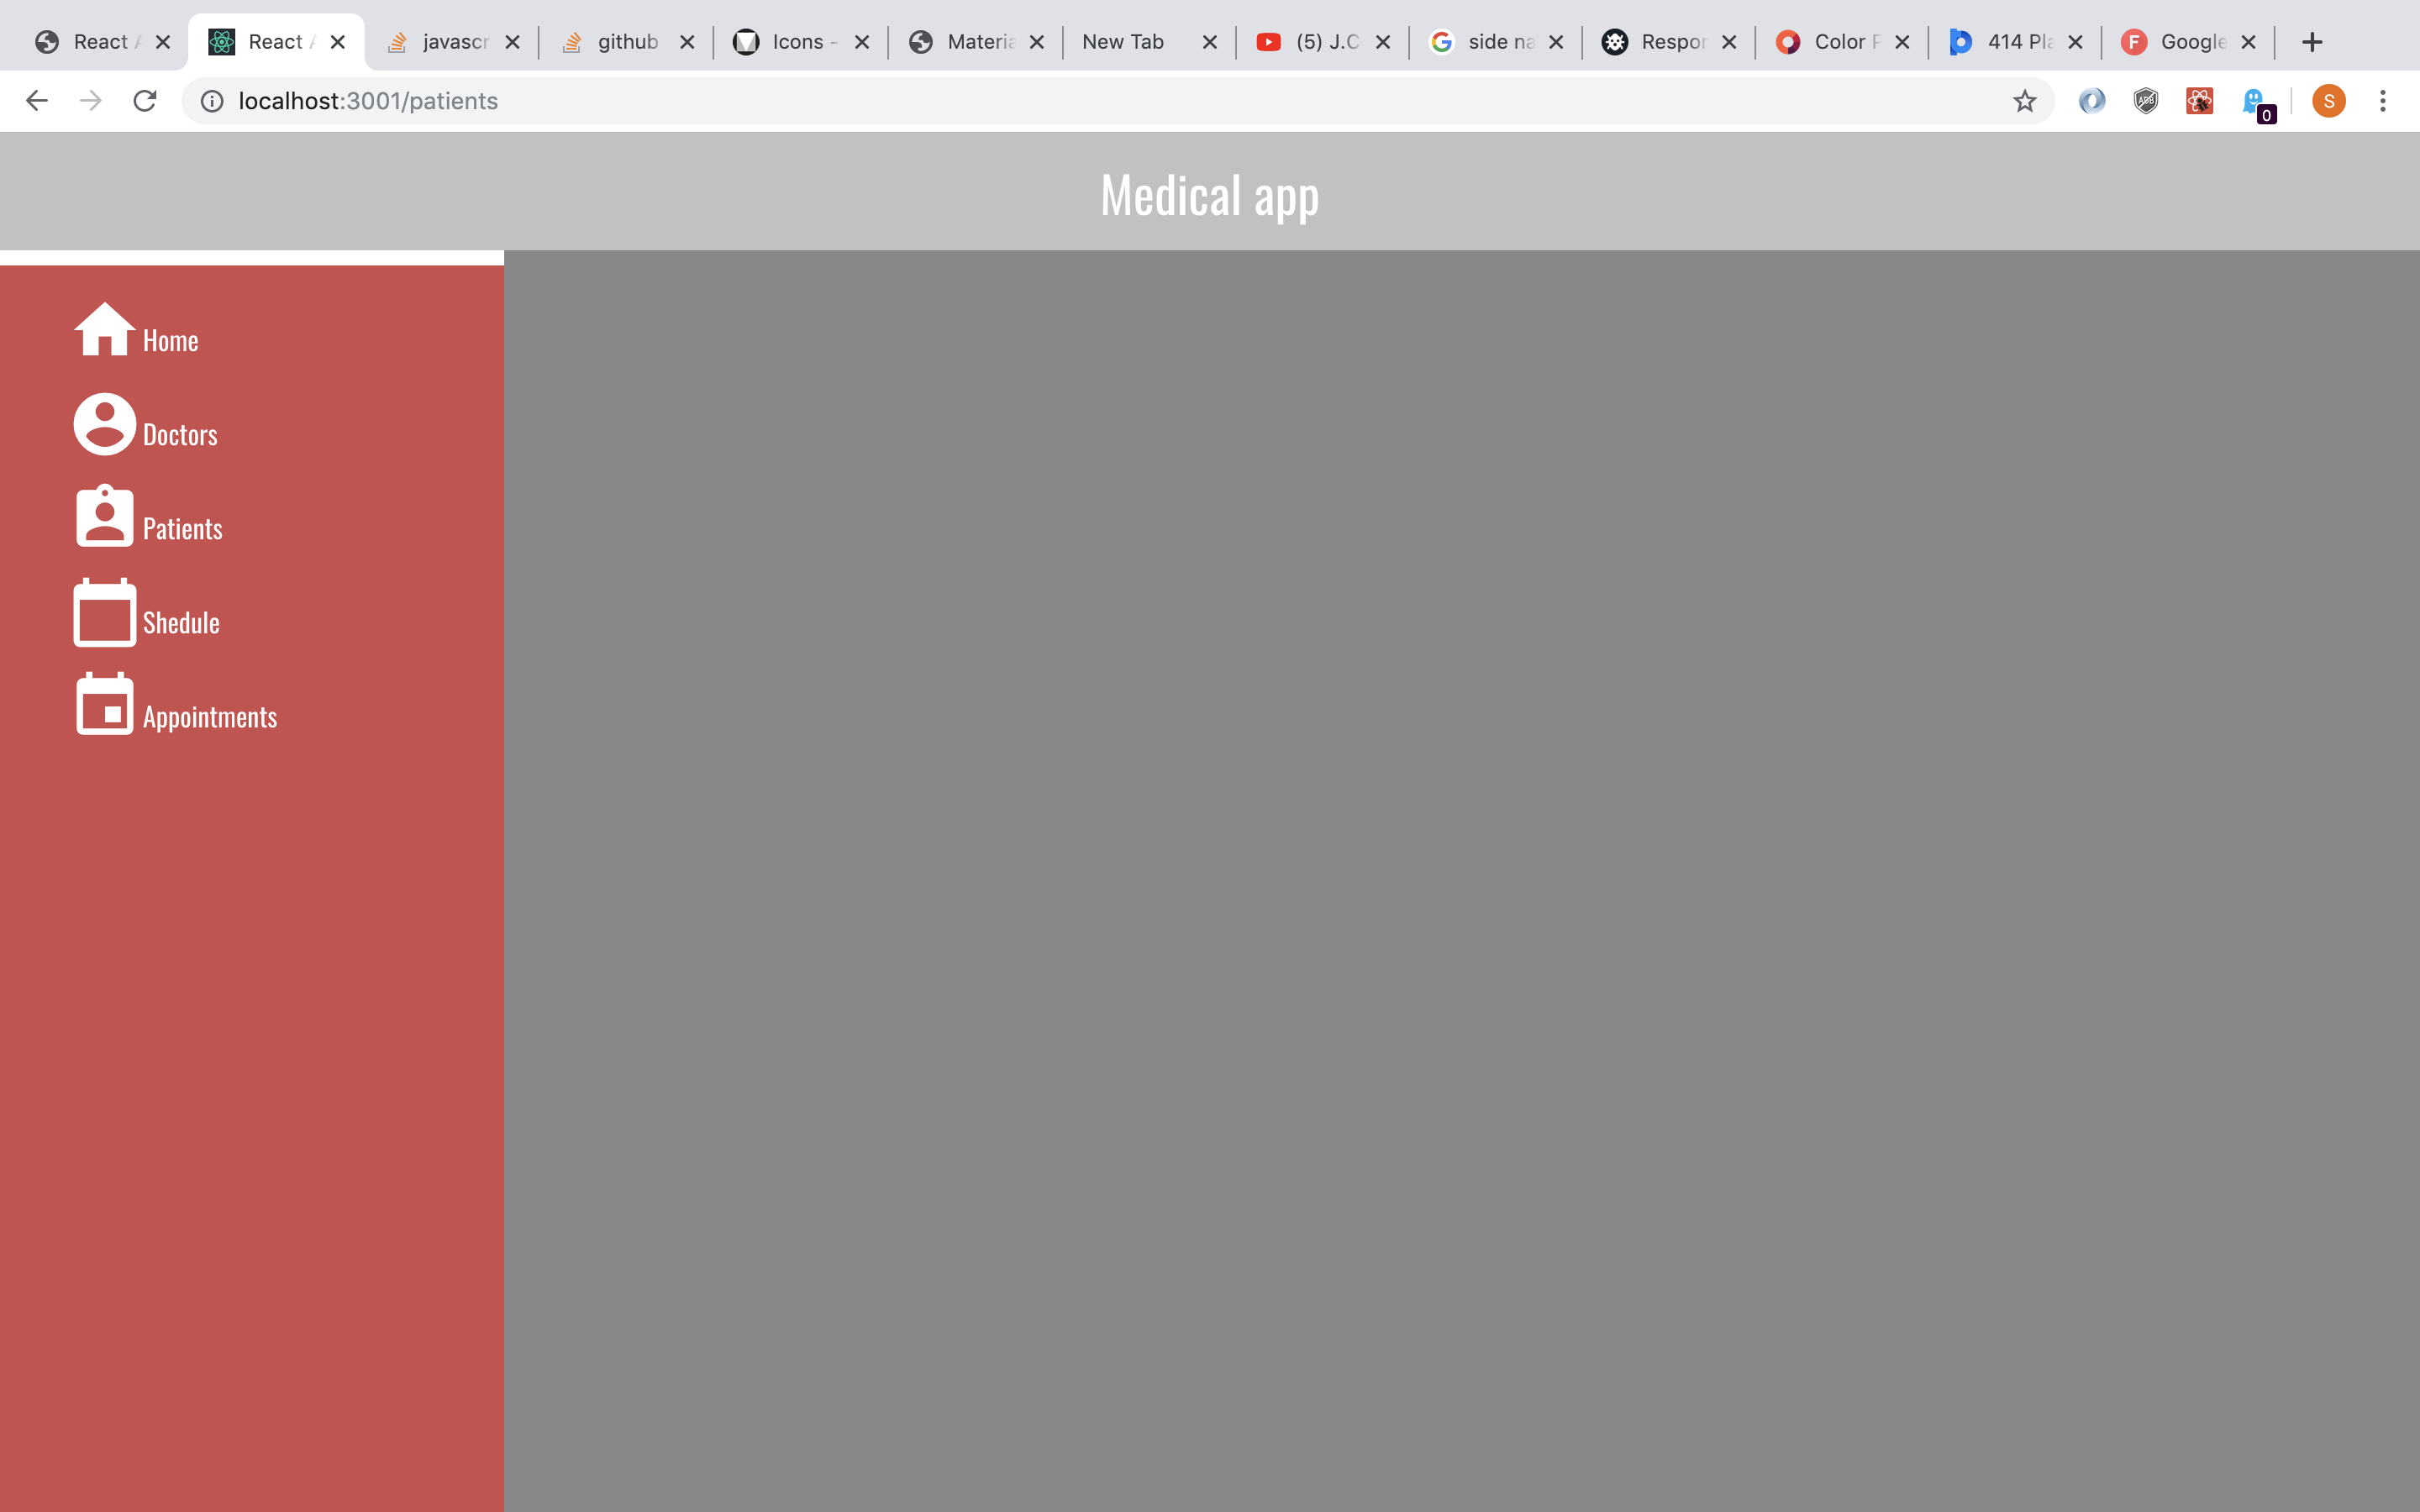 React A React A javascr github Icons - Materia New Tab (5) J.C side na Respor Color P 414 Pla Google
localhost:3001/patients
ADB
0
S
Medical app
Home
Doctors
Patients
Shedule
Appointments